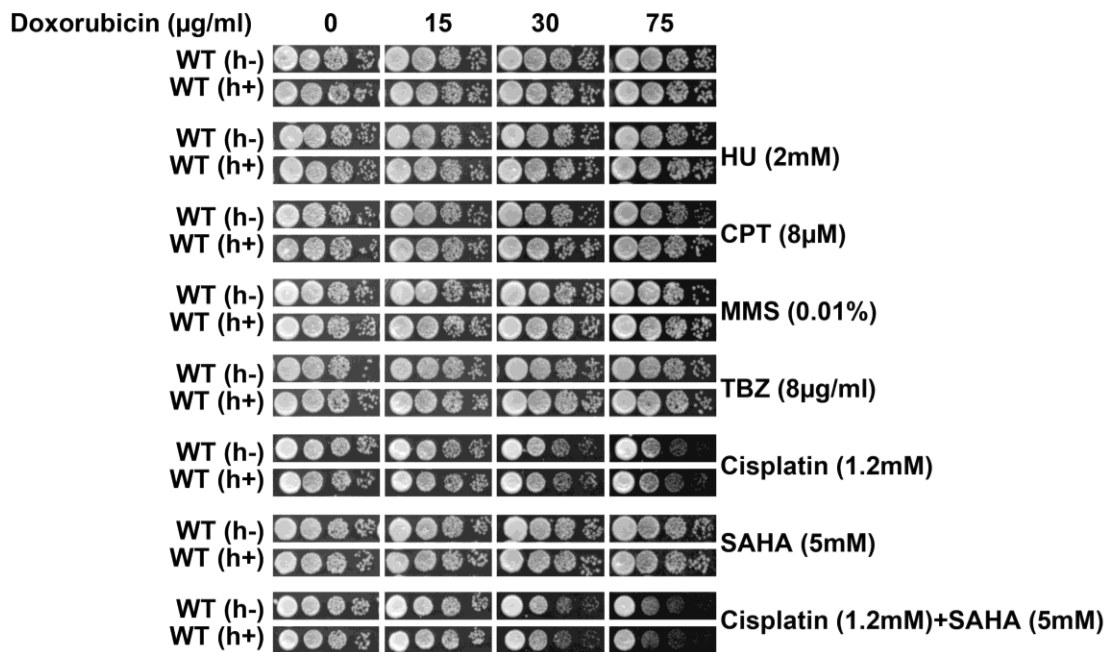 Doxorubicin (µg/ml) 0 15 30 75
WT (h-)
WT (h+)
WT (h-)
WT (h+)
HU (2mM)
WT (h-)
WT (h+)
CPT (8µM)
WT (h-)
WT (h+)
MMS (0.01%)
WT (h-)
WT (h+)
TBZ (8µg/ml)
WT (h-)
WT (h+)
Cisplatin (1.2mM)
WT (h-)
WT (h+)
SAHA (5mM)
WT (h-)
WT (h+)
Cisplatin (1.2mM)+SAHA (5mM)